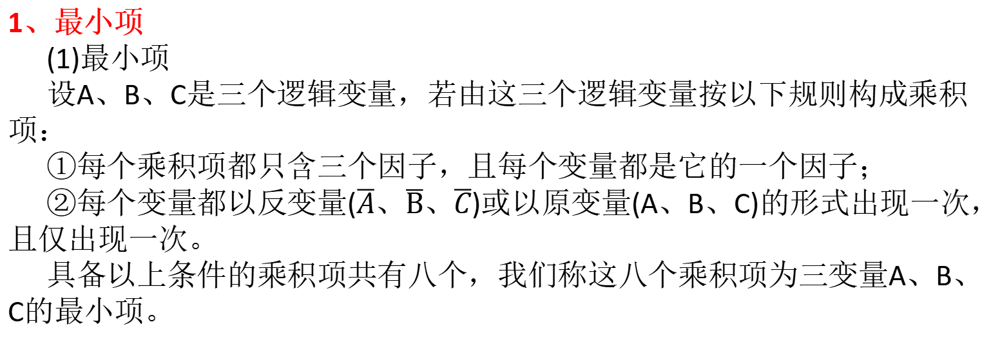 1、最小项
(1)最小项
设A、B、C是三个逻辑变量，若由这三个逻辑变量按以下规则构成乘积
项：
①每个乘积项都只含三个因子，且每个变量都是它的一个因子；
②每个变量都以反变量(A̅、B̅、C̅)或以原变量(A、B、C)的形式出现一次，
且仅出现一次。
具备以上条件的乘积项共有八个，我们称这八个乘积项为三变量A、B、
C的最小项。